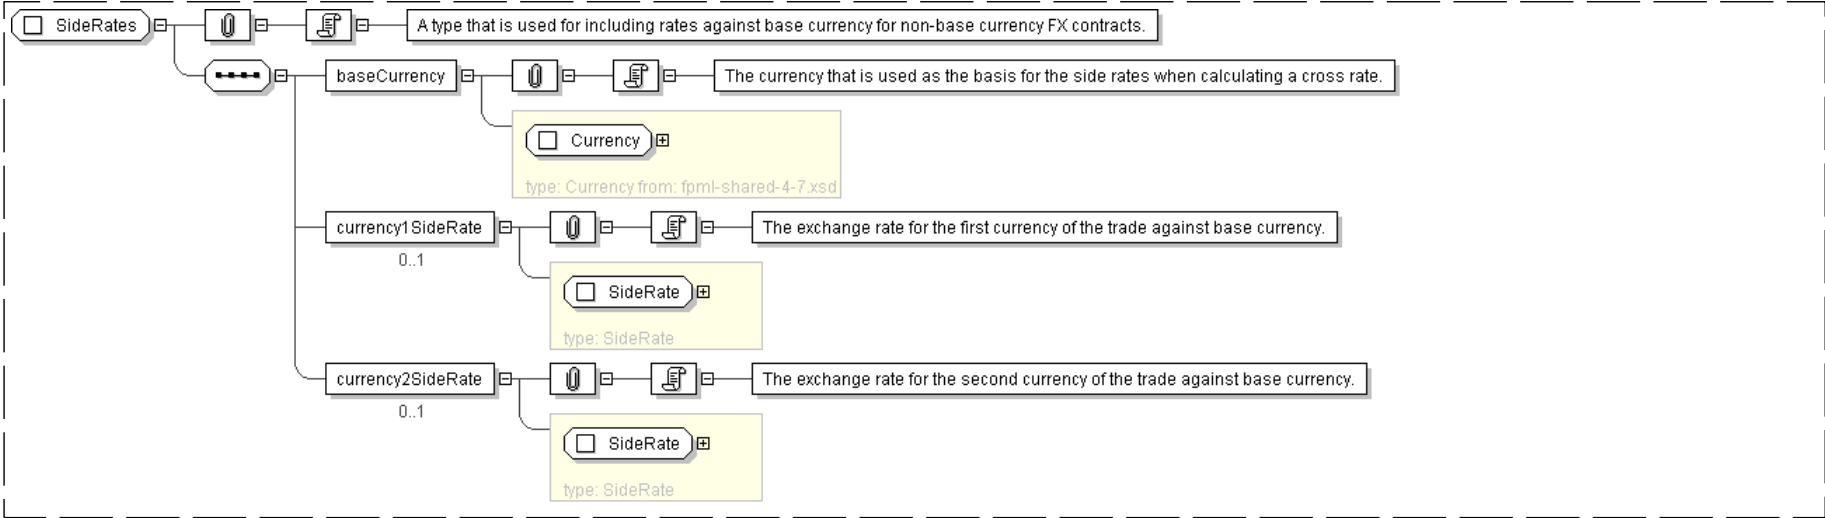 SideRates
A type that is used for including rates against base currency for non-base currency FX contracts.
baseCurrency
The currency that is used as the basis for the side rates when calculating a cross rate.
Currency
type: Currency from: fpml-shared-4-7.xsd
currency1SideRate
The exchange rate for the first currency of the trade against base currency.
0..1
SideRate
type: SideRate
currency2SideRate
The exchange rate for the second currency of the trade against base currency.
0..1
SideRate
type: SideRate